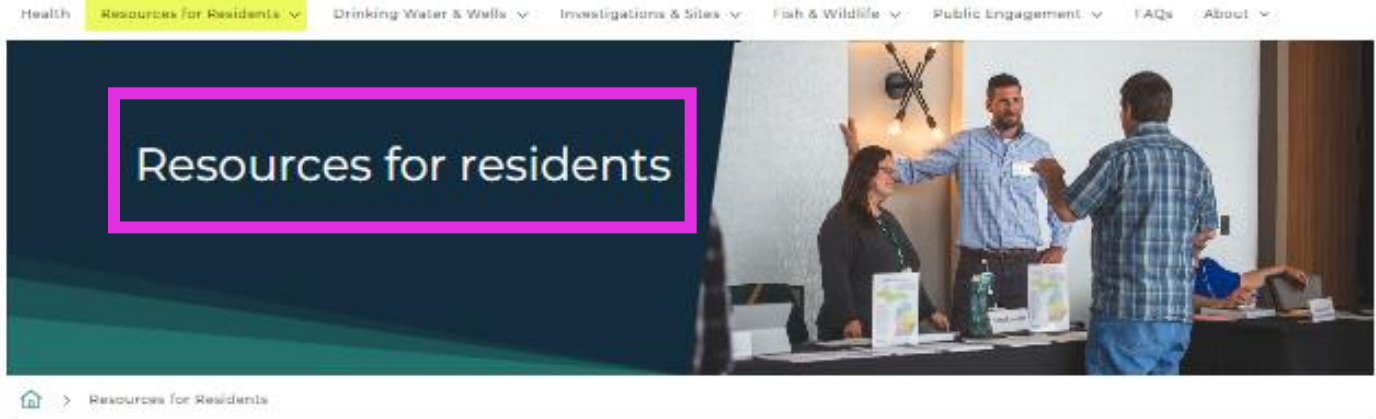 Health Resources for Residents Drinking Water & Wells Investigations & Sites Fish & Wildlife Public Engagement FAQs About
Resources for residents
> Resources for Residents